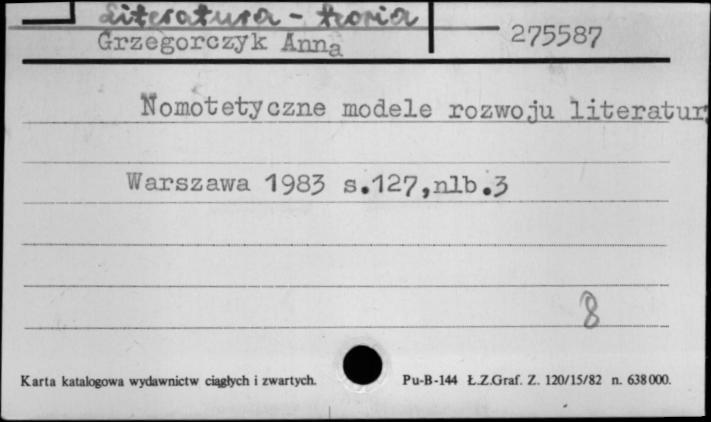 Literatura - teoria
Grzegorczyk Anna
275587
Nomotetyczne modele rozwoju literatury
Warszawa 1983 s.127,nlb.3
8
Karta katalogowa wydawnictw ciągłych i zwartych.
Pu-B-144 Ł.Z.Graf. Z. 120/15/82 n. 638000.